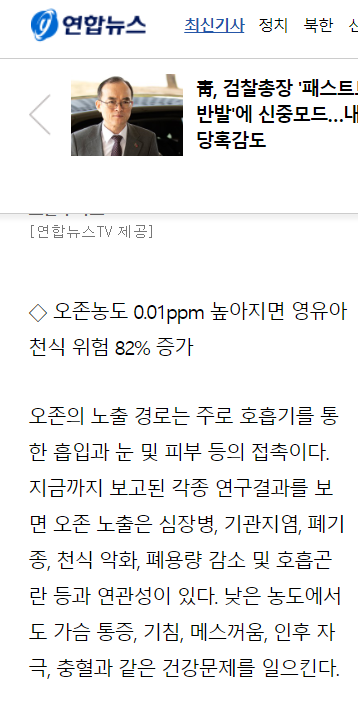 연합뉴스
최신기사 정치 북한
靑, 검찰총장 '패스트트
반발'에 신중모드…내
당혹감도
[연합뉴스TV 제공]
◇ 오존농도 0.01ppm 높아지면 영유아
천식 위험 82% 증가
오존의 노출 경로는 주로 호흡기를 통
한 흡입과 눈 및 피부 등의 접촉이다.
지금까지 보고된 각종 연구결과를 보
면 오존 노출은 심장병, 기관지염, 폐기
종, 천식 악화, 폐용량 감소 및 호흡곤
란 등과 연관성이 있다. 낮은 농도에서
도 가슴 통증, 기침, 메스꺼움, 인후 자
극, 충혈과 같은 건강문제를 일으킨다.